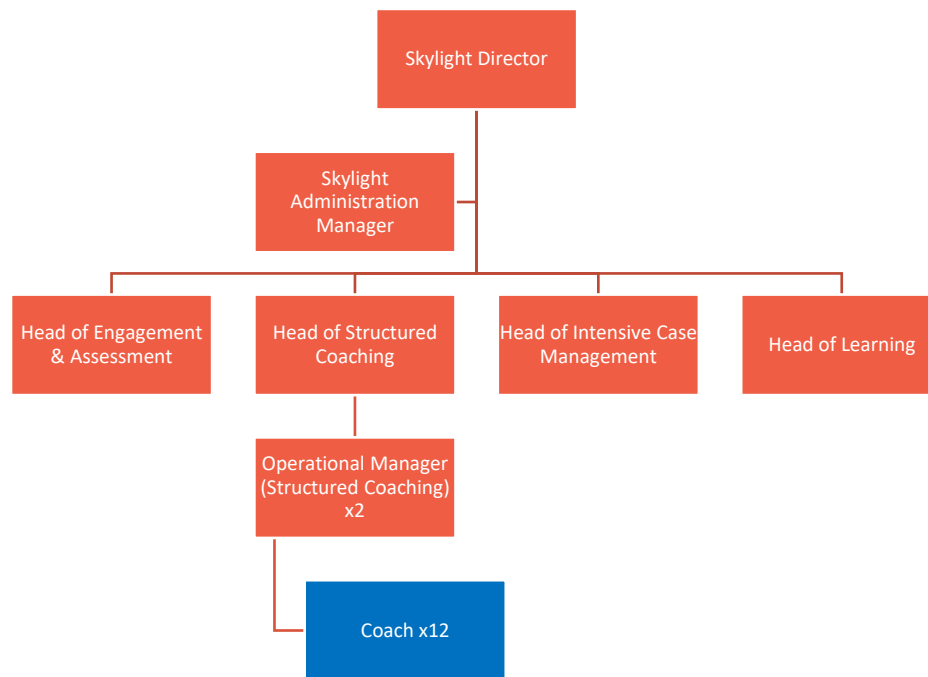 Skylight Director
Skylight
Administration
Manager
Head of Engagement
& Assessment
Head of Structured
Coaching
Head of Intensive Case
Management
Head of Learning
Operational Manager
(Structured Coaching)
x2
Coach x12